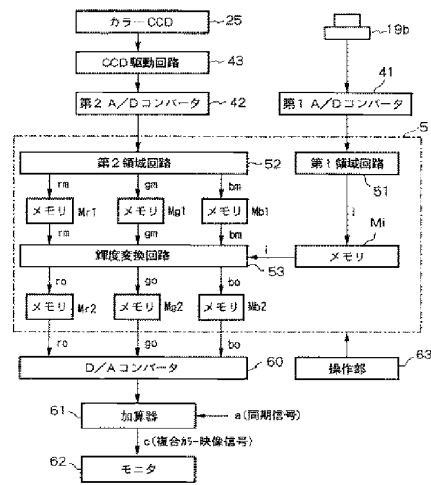 カラーCCD
25
19b
CCD駆動回路
43
41
第2 A/Dコンバータ
42
第1 A/Dコンバータ
5
第2領域回路
52
第1領域回路
51
rm
gm
bm
i
メモリ
Mr1
メモリ
Mg1
メモリ
Mb1
Mi
rm
gm
bm
輝度変換回路
i
メモリ
53
ro
go
bo
メモリ
Mr2
メモリ
Mg2
メモリ
Mb2
ro
go
bo
D/Aコンバータ
60
操作部
63
61
加算器
a(同期信号)
c(複合カラー映像信号)
62
モニタ